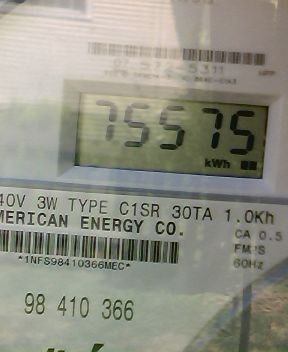 75575
kWh
40V 3W TYPE C1SR 30TA 1.0Kh
MERICAN ENERGY CO.
CA 0.5
*1NFS98410366MEC*
FM'S
60Hz
98 410 366